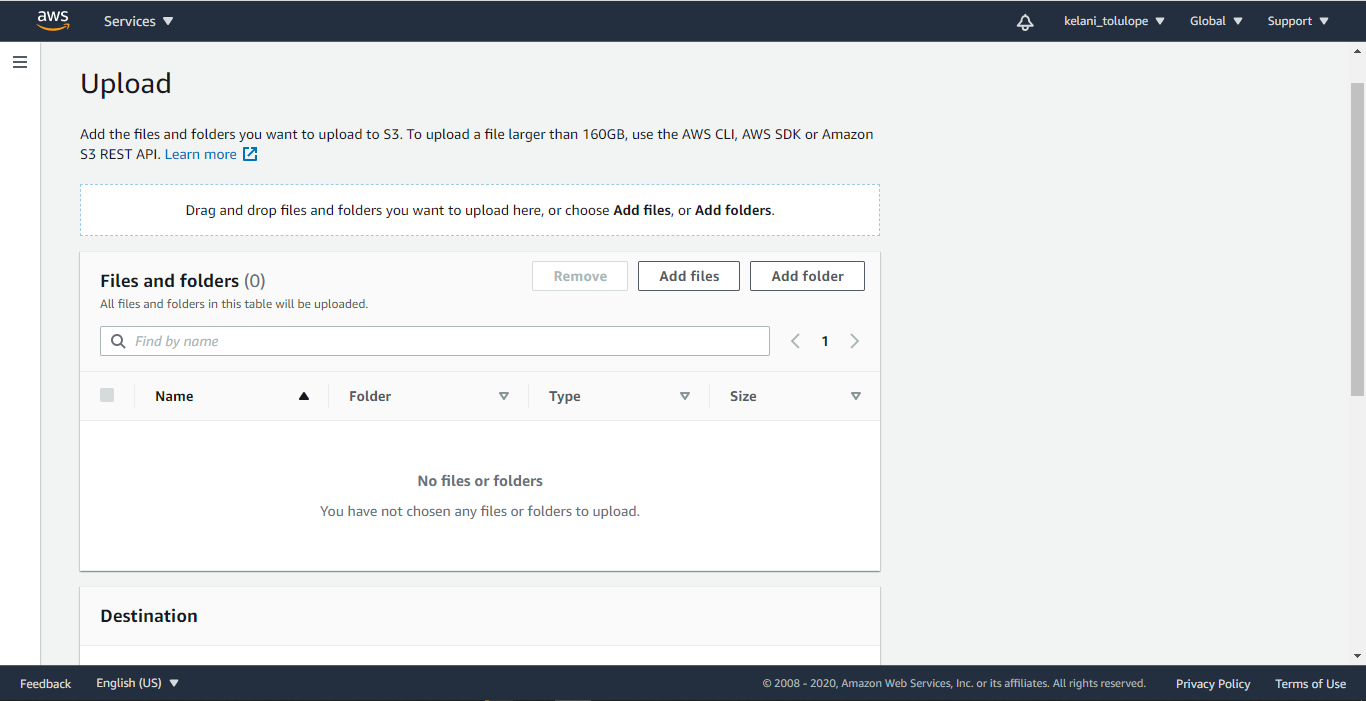 aws Services kelani_tolulope Global Support
Upload
Add the files and folders you want to upload to S3. To upload a file larger than 160GB, use the AWS CLI, AWS SDK or Amazon
S3 REST API. Learn more
Drag and drop files and folders you want to upload here, or choose Add files, or Add folders.
Files and folders (0) Remove Add files Add folder
All files and folders in this table will be uploaded.
Find by name 1
Name Folder Type Size
No files or folders
You have not chosen any files or folders to upload.
Destination
Feedback English (US) © 2008 - 2020, Amazon Web Services, Inc. or its affiliates. All rights reserved. Privacy Policy Terms of Use